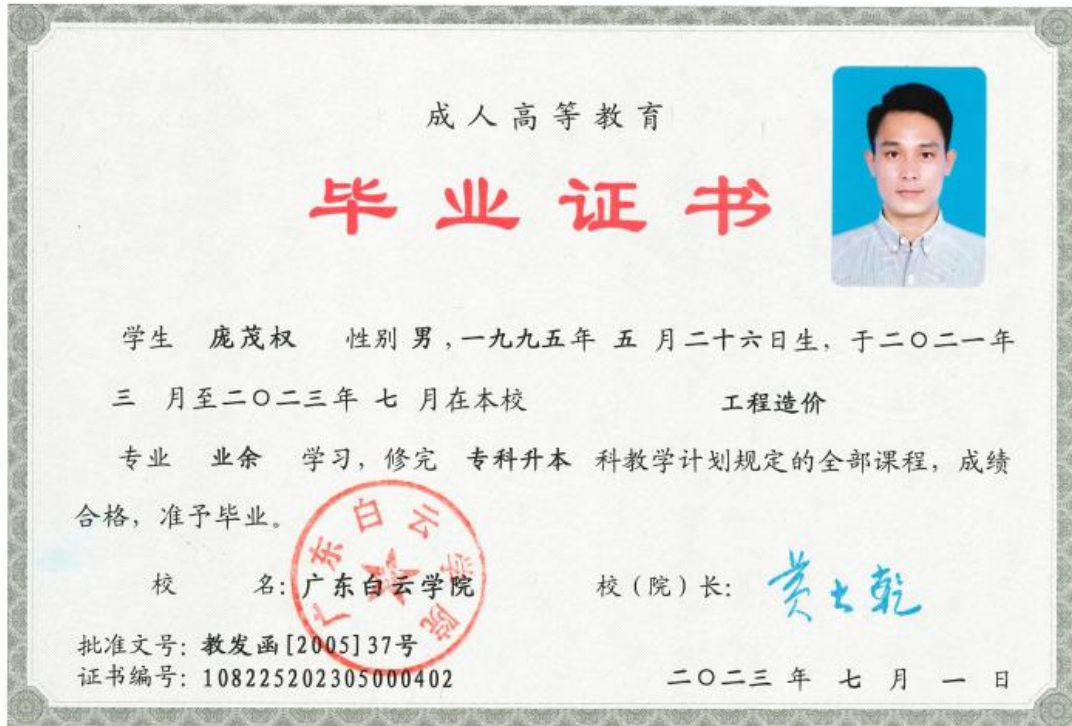 成人高等教育
毕业证书
学生 庞茂权 性别 男，一九九五年 五 月二十六日生，于二〇二一年
三 月至二〇二三年 七 月在本校 工程造价
专业 业余 学习，修完 专科升本 科教学计划规定的全部课程，成绩
合格，准予毕业。
广东白云学院
校 名：广东白云学院 校（院）长：黄大乾
批准文号：教发函[2005]37号
证书编号：108225202305000402
二〇二三 年 七 月 一 日